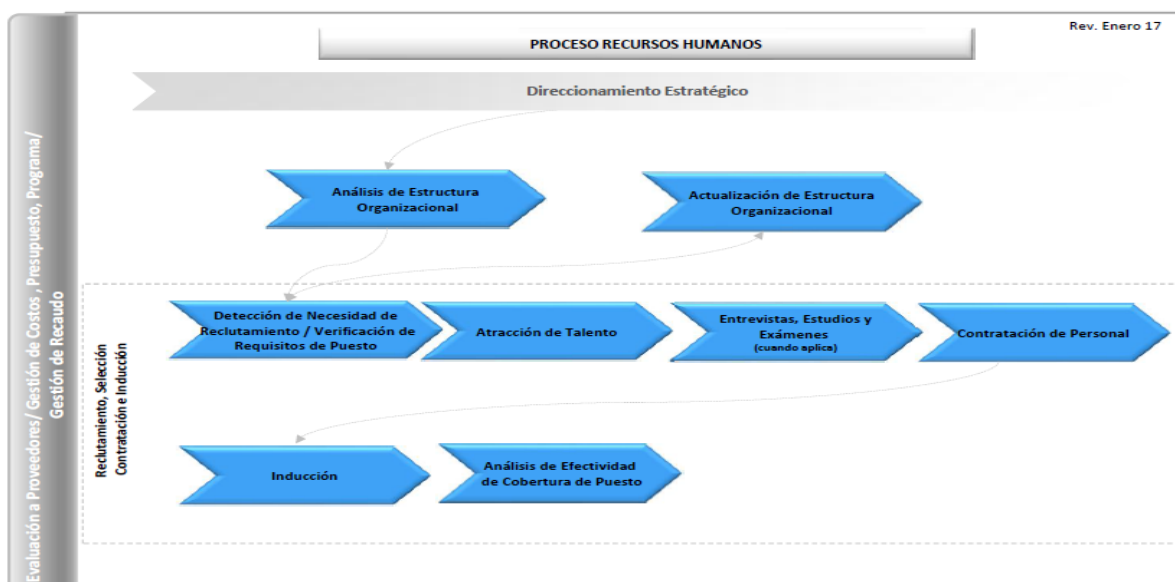 Rev. Enero 17
PROCESO RECURSOS HUMANOS
Direccionamiento Estratégico
Análisis de Estructura
Organizacional
Actualización de Estructura
Organizacional
Detección de Necesidad de
Reclutamiento / Verificación de
Requisitos de Puesto
Atracción de Talento
Entrevistas, Estudios y
Exámenes
(cuando aplica)
Contratación de Personal
Inducción
Análisis de Efectividad
de Cobertura de Puesto
Reclutamiento, Selección
Contratación e Inducción
Evaluación a Proveedores/ Gestión de Costos , Presupuesto, Programa/
Gestión de Recaudo